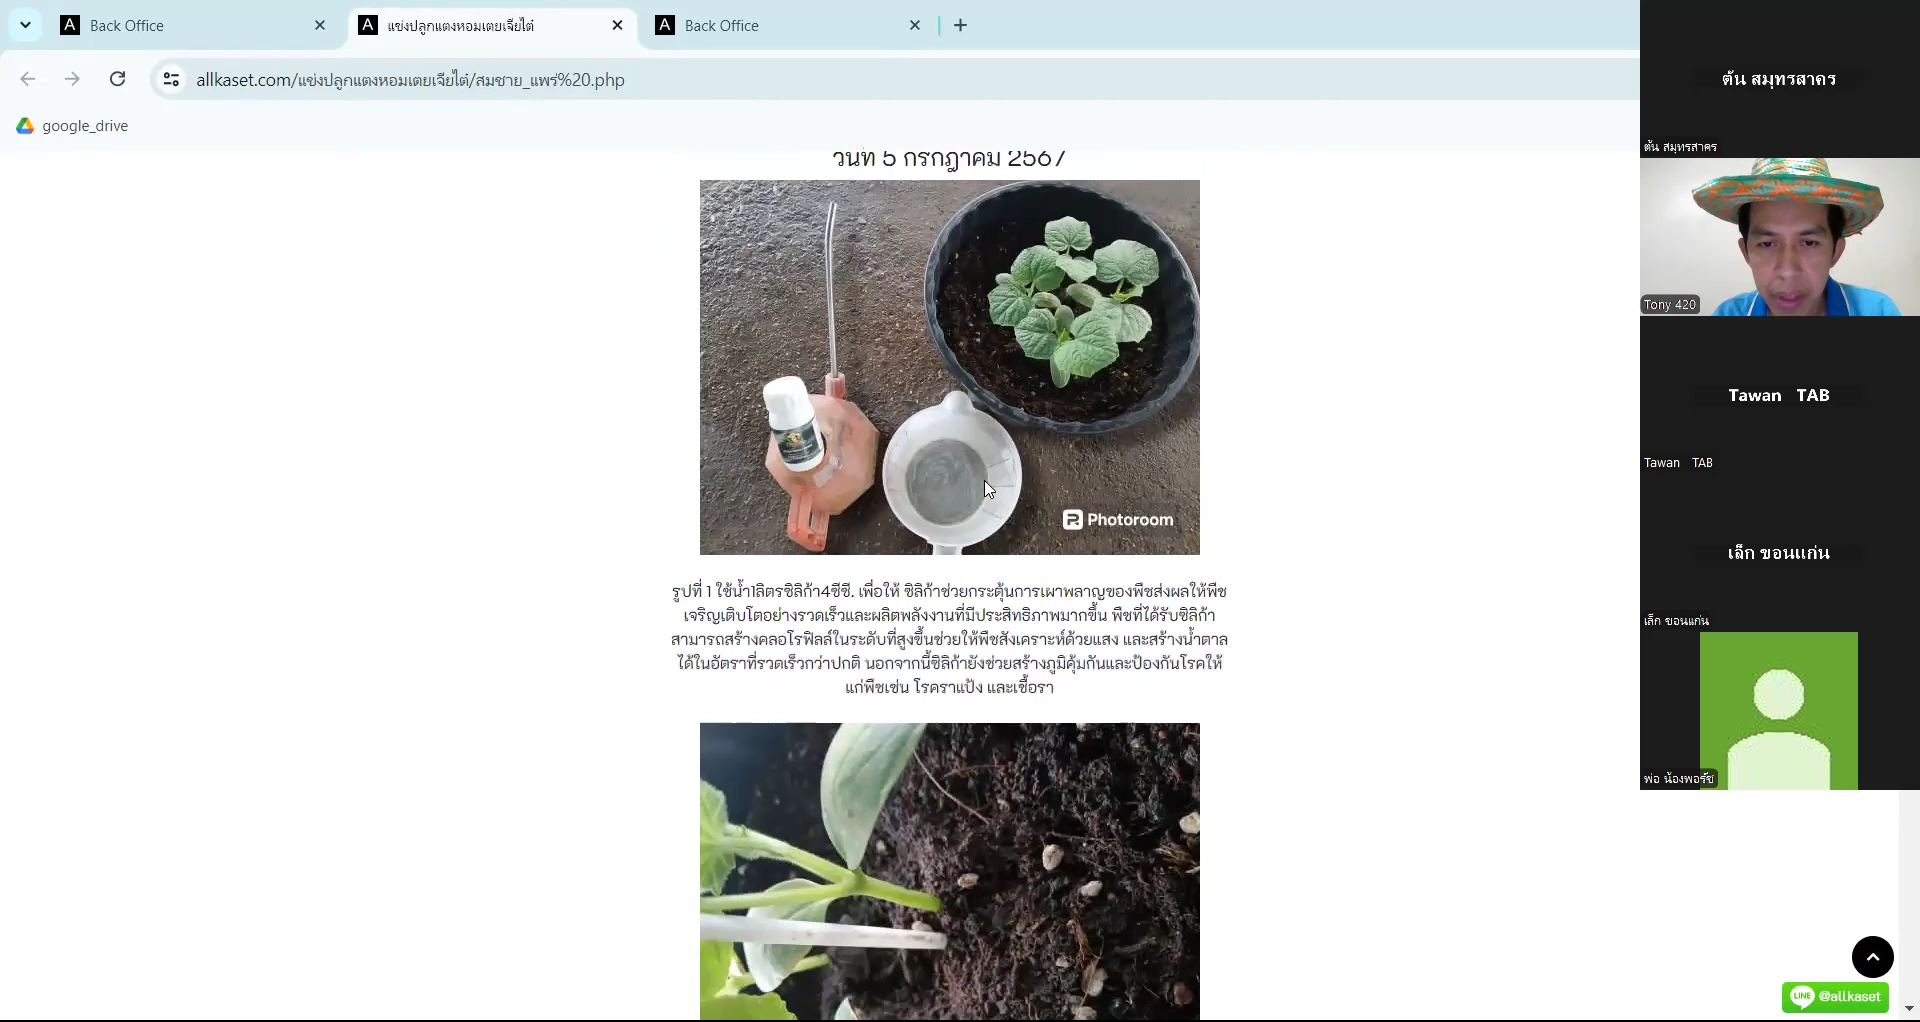 Back Office
แข่งปลูกแตงหอมเตยเจียไต๋
Back Office
allkaset.com/แข่งปลูกแตงหอมเตยเจียไต๋/สมชาย_แพร่%20.php
google_drive
วันที่ 5 กรกฎาคม 2567
Photoroom
รูปที่ 1 ใช้น้ำ1ลิตรซิลิก้า4ซีซี. เพื่อให้ ซิลิก้าช่วยกระตุ้นการเผาพลาญของพืชส่งผลให้พืช
เจริญเติบโตอย่างรวดเร็วและผลิตพลังงานที่มีประสิทธิภาพมากขึ้น พืชที่ได้รับซิลิก้า
สามารถสร้างคลอโรฟิลล์ในระดับที่สูงขึ้นช่วยให้พืชสังเคราะห์ด้วยแสง และสร้างน้ำตาล
ได้ในอัตราที่รวดเร็วกว่าปกติ นอกจากนี้ซิลิก้ายังช่วยสร้างภูมิคุ้มกันและป้องกันโรคให้
แก่พืชเช่น โรคราแป้ง และเชื้อรา
ต้น สมุทรสาคร
ต้น สมุทรสาคร
Tony 420
Tawan TAB
Tawan TAB
เล็ก ขอนแก่น
เล็ก ขอนแก่น
พ่อ น้องพอร์ช
LINE @allkaset